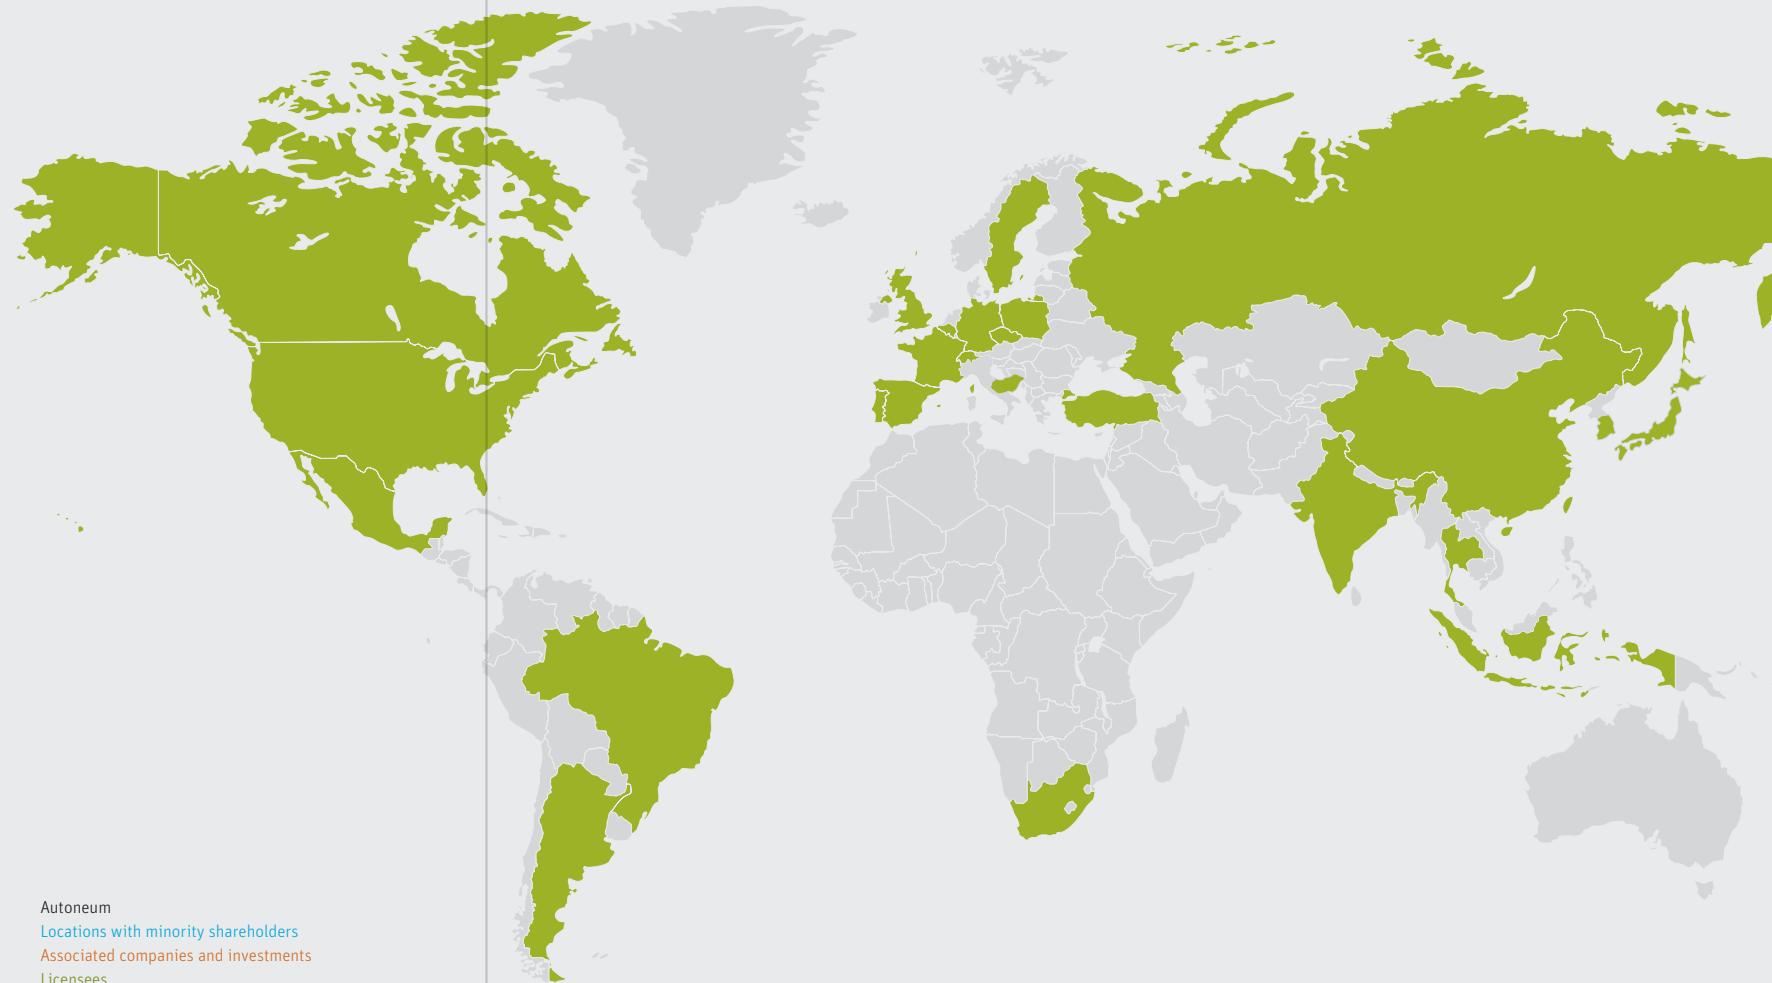 Autoneum
Locations with minority shareholders
Associated companies and investments
Licensees